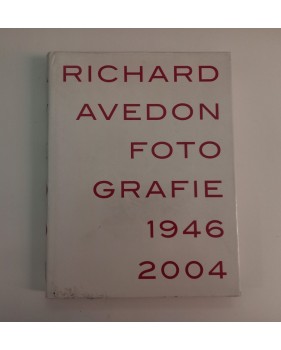 RICHARD
AVEDON
FOTO
GRAFIE
1946
2004